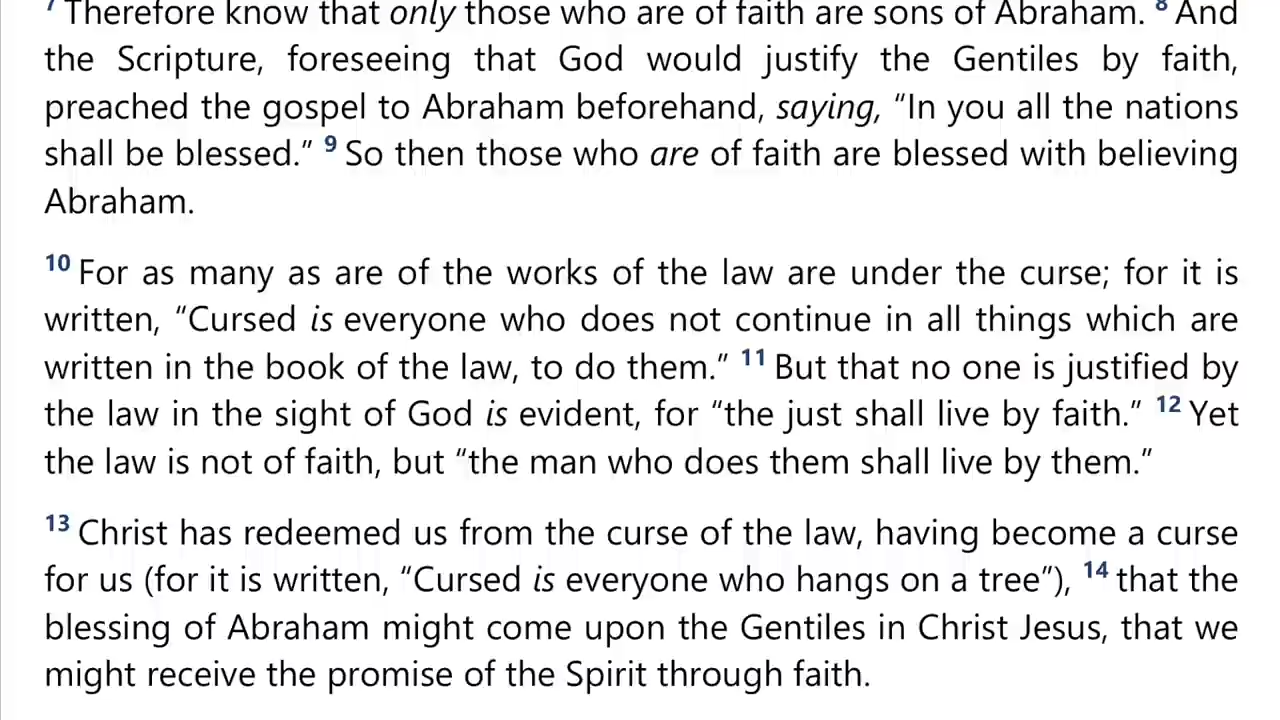 7 Therefore know that only those who are of faith are sons of Abraham. 8 And
the Scripture, foreseeing that God would justify the Gentiles by faith,
preached the gospel to Abraham beforehand, saying, “In you all the nations
shall be blessed.” 9 So then those who are of faith are blessed with believing
Abraham.
10 For as many as are of the works of the law are under the curse; for it is
written, “Cursed is everyone who does not continue in all things which are
written in the book of the law, to do them.” 11 But that no one is justified by
the law in the sight of God is evident, for “the just shall live by faith.” 12 Yet
the law is not of faith, but “the man who does them shall live by them.”
13 Christ has redeemed us from the curse of the law, having become a curse
for us (for it is written, “Cursed is everyone who hangs on a tree”), 14 that the
blessing of Abraham might come upon the Gentiles in Christ Jesus, that we
might receive the promise of the Spirit through faith.